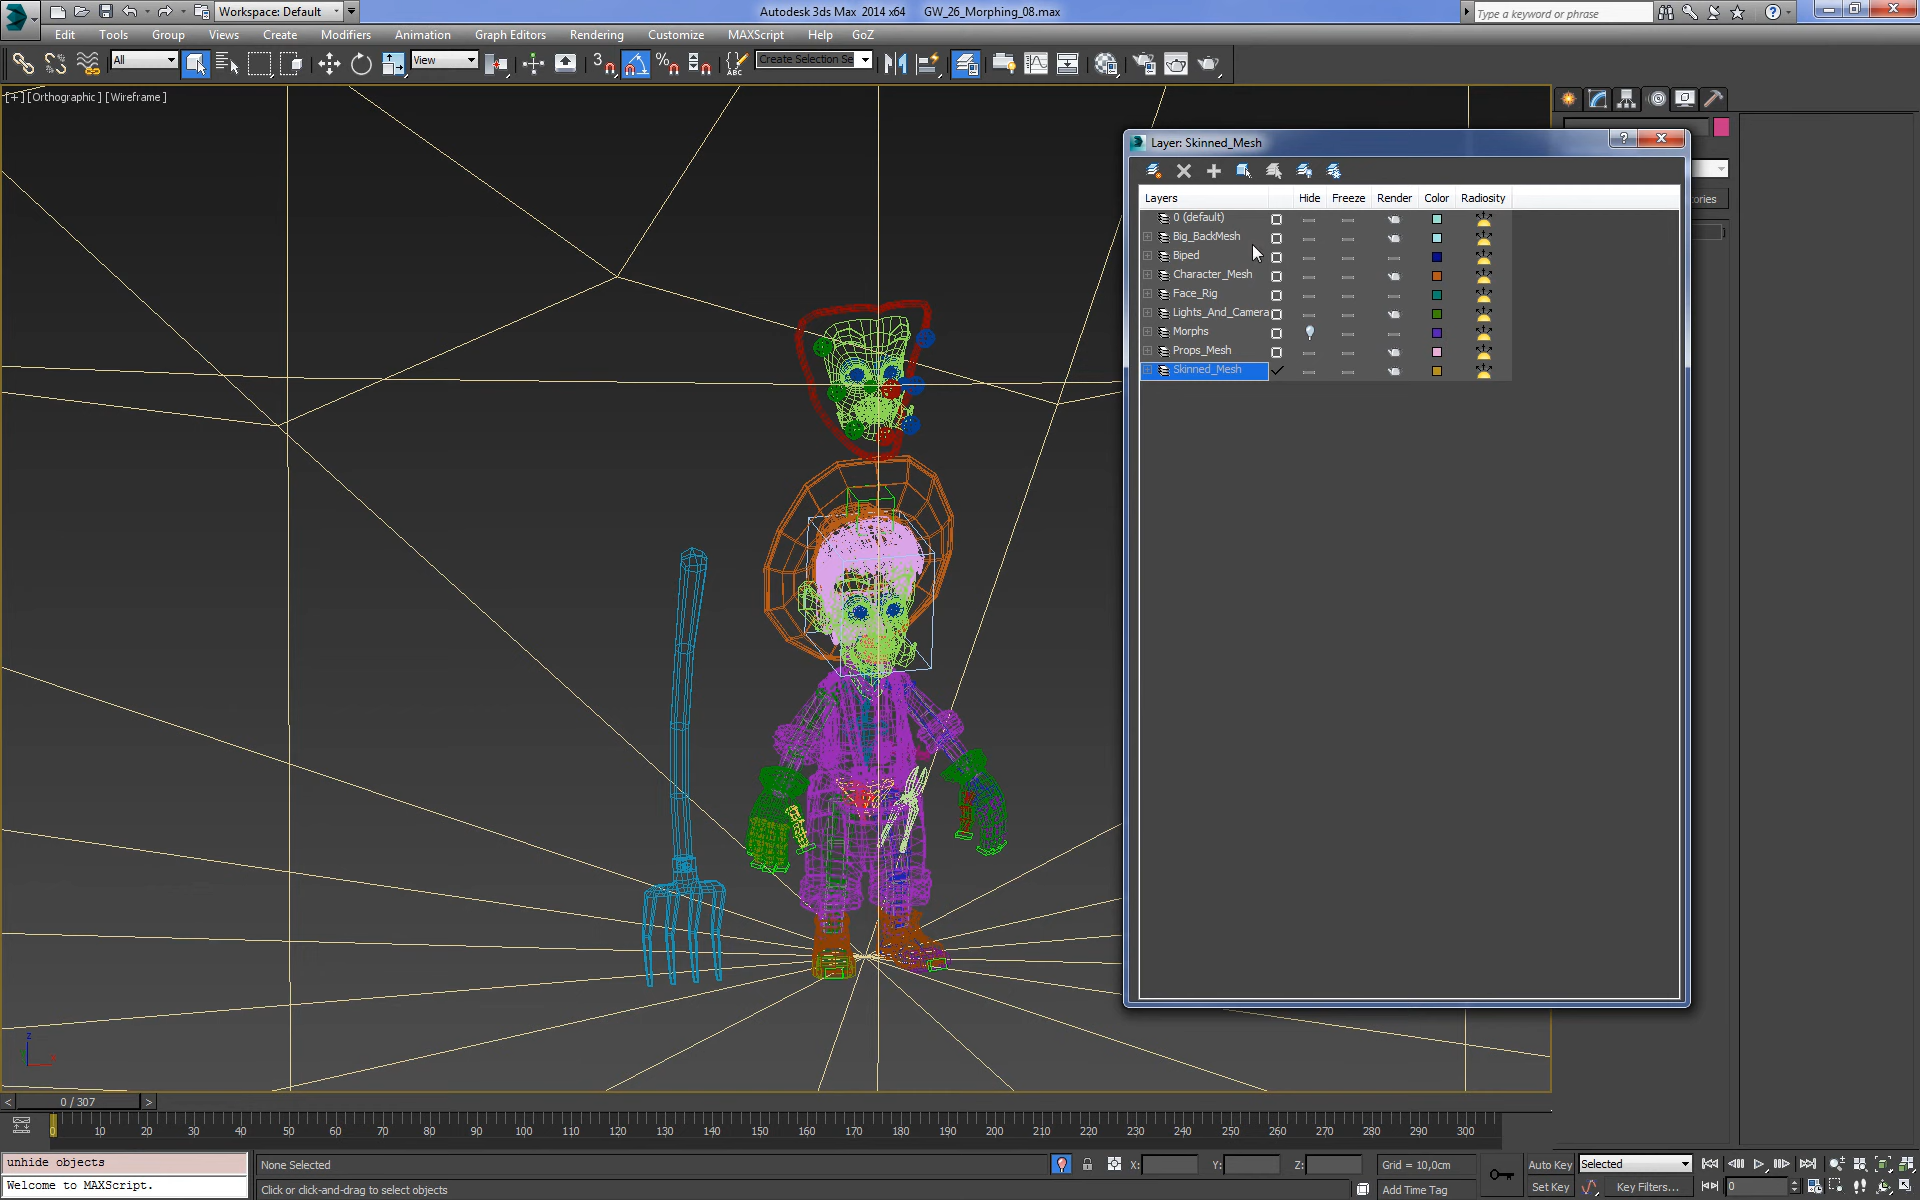 Workspace: Default
Autodesk 3ds Max 2014 x64 GW_26_Morphing_08.max
Type a keyword or phrase
Edit Tools Group Views Create Modifiers Animation Graph Editors Rendering Customize MAXScript Help GoZ
All
View
3
ABC
Create Selection Se
[+] [Orthographic] [Wireframe]
Layer: Skinned_Mesh
Layers Hide Freeze Render Color Radiosity
0 (default)
Big_BackMesh
Biped
Character_Mesh
Face_Rig
Lights_And_Camera
Morphs
Props_Mesh
Skinned_Mesh
ories
z
< 0 / 307 >
0 10 20 30 40 50 60 70 80 90 100 110 120 130 140 150 160 170 180 190 200 210 220 230 240 250 260 270 280 290 300
unhide objects
Welcome to MAXScript.
None Selected
X: Y: Z:
Grid = 10,0cm
Auto Key
Selected
Click or click-and-drag to select objects
Add Time Tag
Set Key
Key Filters...
0